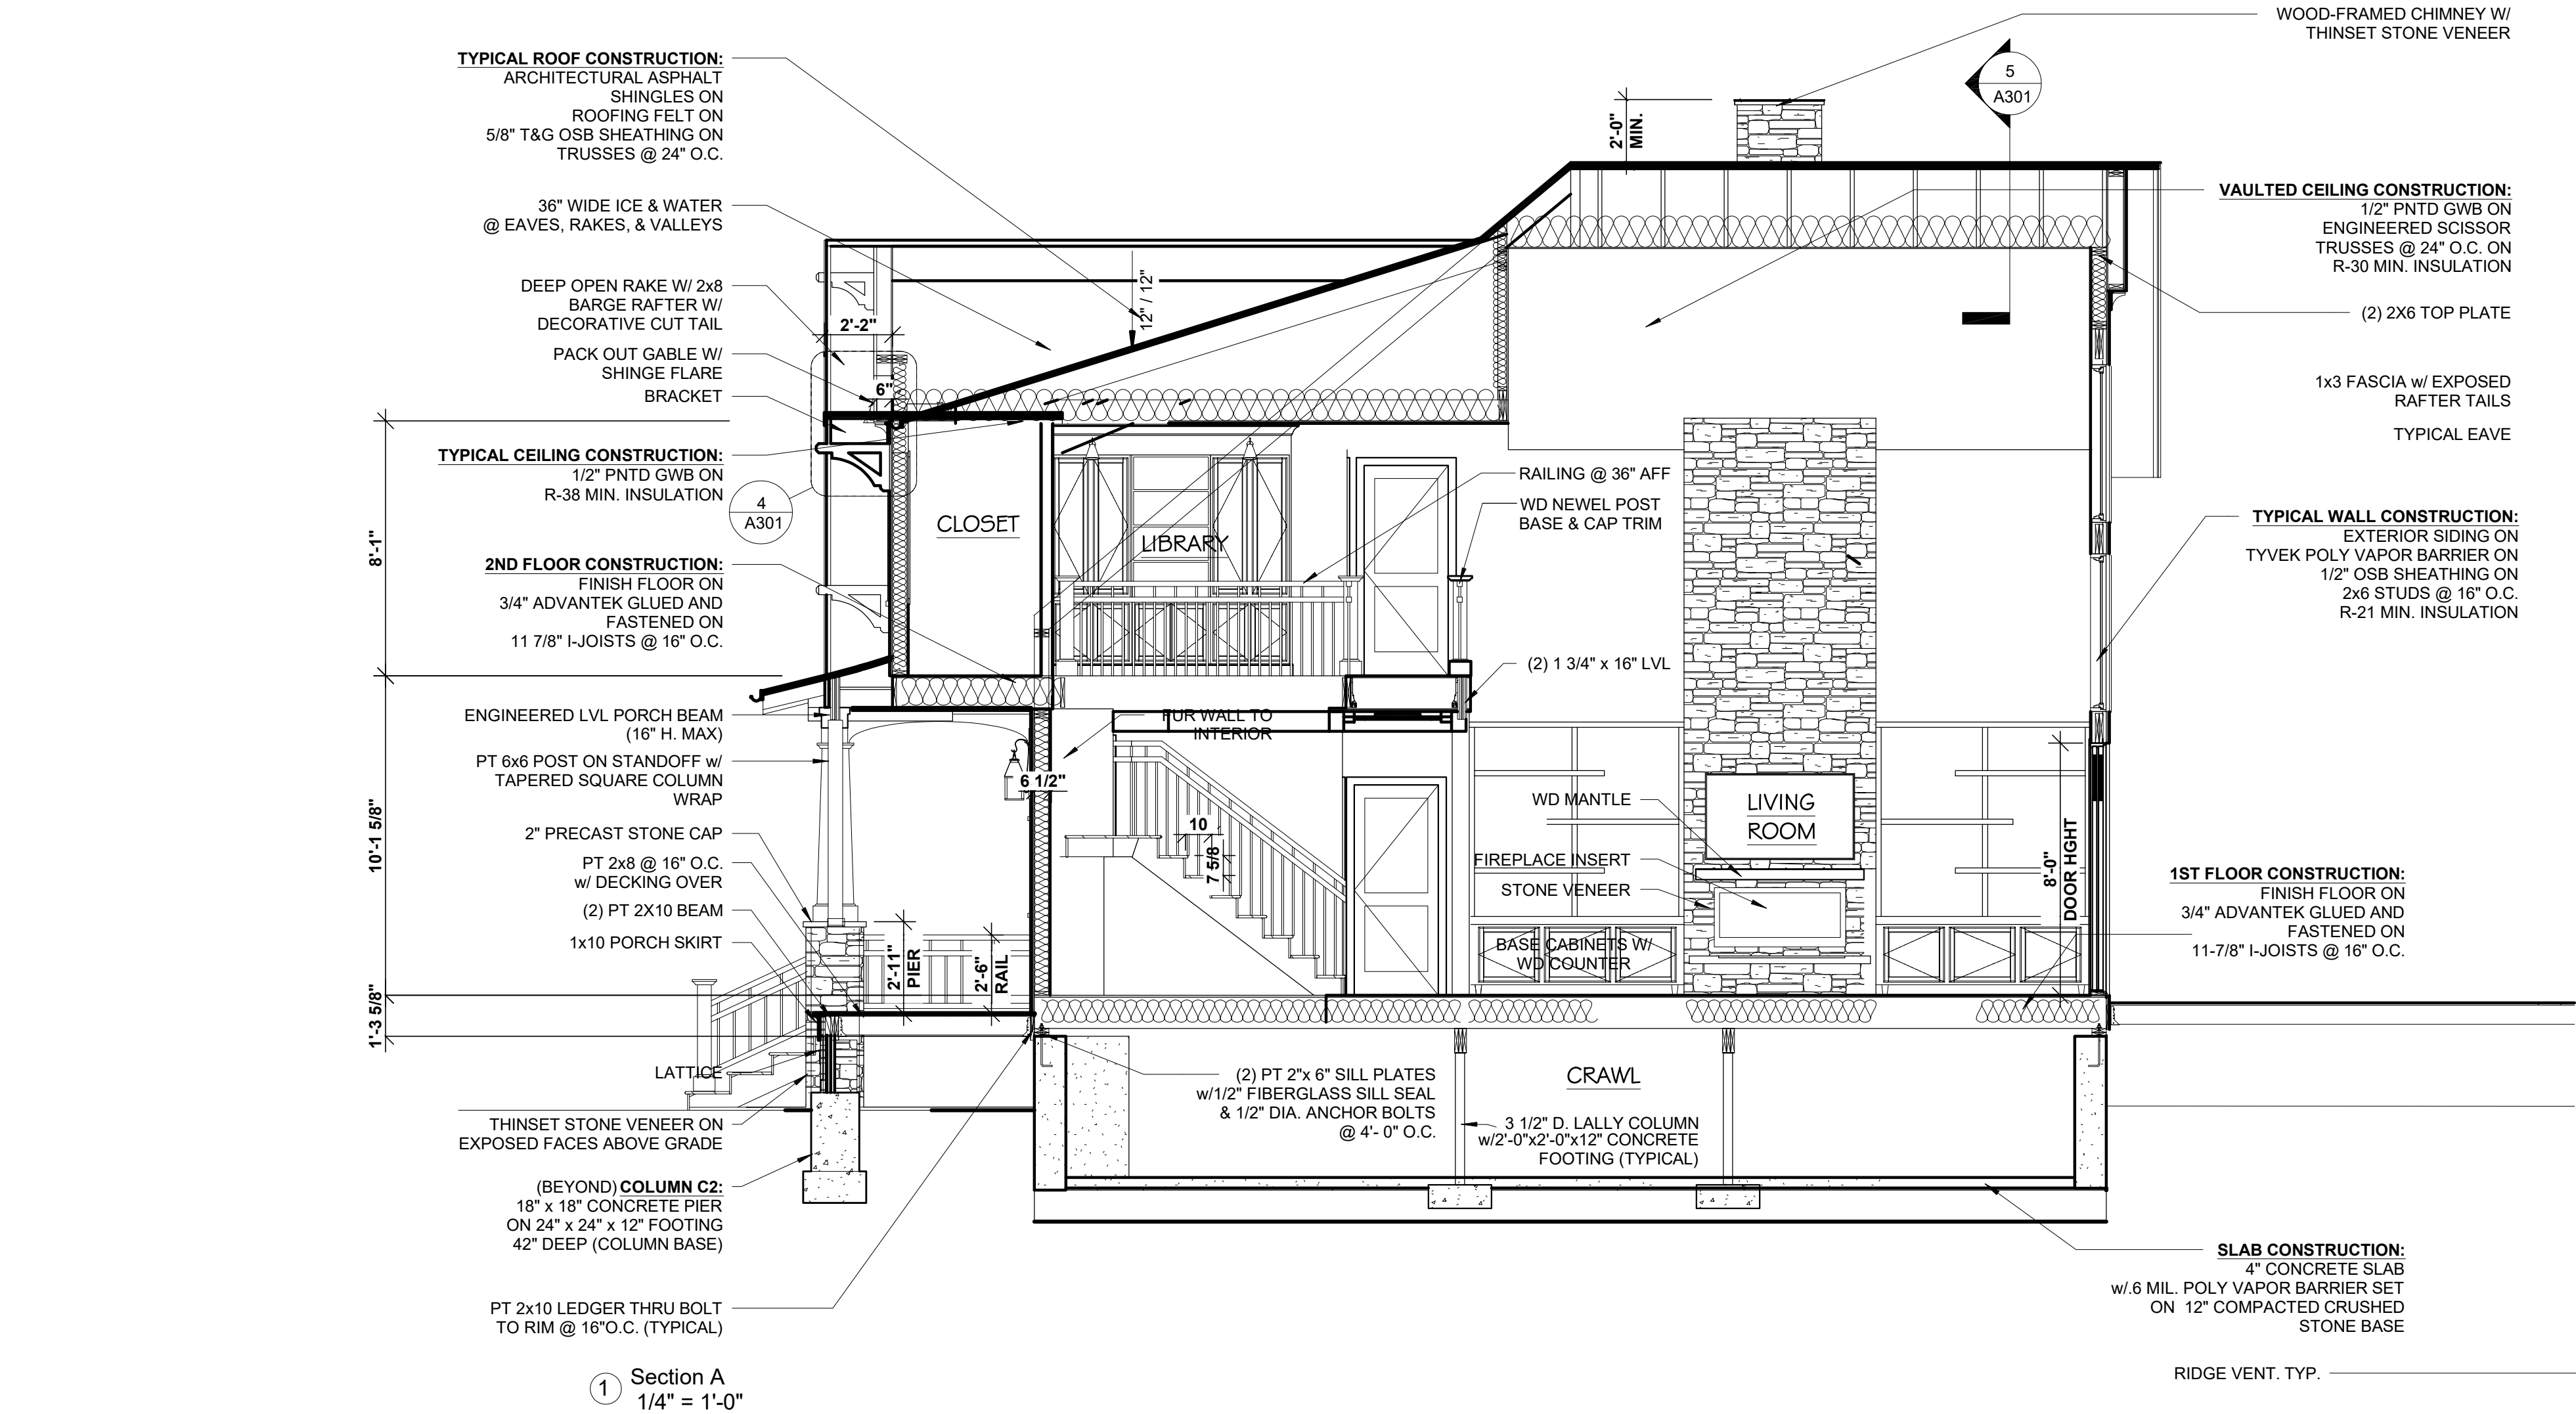 WOOD-FRAMED CHIMNEY W/
THINSET STONE VENEER
TYPICAL ROOF CONSTRUCTION:
ARCHITECTURAL ASPHALT
SHINGLES ON
ROOFING FELT ON
5/8" T&G OSB SHEATHING ON
TRUSSES @ 24" O.C.
36" WIDE ICE & WATER
@ EAVES, RAKES, & VALLEYS
DEEP OPEN RAKE W/ 2x8
BARGE RAFTER W/
DECORATIVE CUT TAIL
PACK OUT GABLE W/
SHINGE FLARE
BRACKET
TYPICAL CEILING CONSTRUCTION:
1/2" PNTD GWB ON
R-38 MIN. INSULATION
4
A301
2ND FLOOR CONSTRUCTION:
FINISH FLOOR ON
3/4" ADVANTEK GLUED AND
FASTENED ON
11 7/8" I-JOISTS @ 16" O.C.
ENGINEERED LVL PORCH BEAM
(16" H. MAX)
PT 6x6 POST ON STANDOFF w/
TAPERED SQUARE COLUMN
WRAP
2" PRECAST STONE CAP
PT 2x8 @ 16" O.C.
w/ DECKING OVER
(2) PT 2X10 BEAM
1x10 PORCH SKIRT
LATTICE
THINSET STONE VENEER ON
EXPOSED FACES ABOVE GRADE
(BEYOND) COLUMN C2:
18" x 18" CONCRETE PIER
ON 24" x 24" x 12" FOOTING
42" DEEP (COLUMN BASE)
PT 2x10 LEDGER THRU BOLT
TO RIM @ 16"O.C. (TYPICAL)
8'-1"
10'-1 5/8"
1'-3 5/8"
2'-2"
6"
12" / 12"
2'-0"
MIN.
5
A301
CLOSET
LIBRARY
RAILING @ 36" AFF
WD NEWEL POST
BASE & CAP TRIM
(2) 1 3/4" x 16" LVL
FUR WALL TO
INTERIOR
6 1/2"
10
7 5/8
WD MANTLE
LIVING
ROOM
FIREPLACE INSERT
STONE VENEER
BASE CABINETS W/
WD COUNTER
8'-0"
DOOR HGHT
2'-11"
PIER
2'-6"
RAIL
(2) PT 2"x 6" SILL PLATES
w/1/2" FIBERGLASS SILL SEAL
& 1/2" DIA. ANCHOR BOLTS
@ 4'- 0" O.C.
CRAWL
3 1/2" D. LALLY COLUMN
w/2'-0"x2'-0"x12" CONCRETE
FOOTING (TYPICAL)
VAULTED CEILING CONSTRUCTION:
1/2" PNTD GWB ON
ENGINEERED SCISSOR
TRUSSES @ 24" O.C. ON
R-30 MIN. INSULATION
(2) 2X6 TOP PLATE
1x3 FASCIA w/ EXPOSED
RAFTER TAILS
TYPICAL EAVE
TYPICAL WALL CONSTRUCTION:
EXTERIOR SIDING ON
TYVEK POLY VAPOR BARRIER ON
1/2" OSB SHEATHING ON
2x6 STUDS @ 16" O.C.
R-21 MIN. INSULATION
1ST FLOOR CONSTRUCTION:
FINISH FLOOR ON
3/4" ADVANTEK GLUED AND
FASTENED ON
11-7/8" I-JOISTS @ 16" O.C.
SLAB CONSTRUCTION:
4" CONCRETE SLAB
w/.6 MIL. POLY VAPOR BARRIER SET
ON 12" COMPACTED CRUSHED
STONE BASE
RIDGE VENT. TYP.
1
Section A
1/4" = 1'-0"